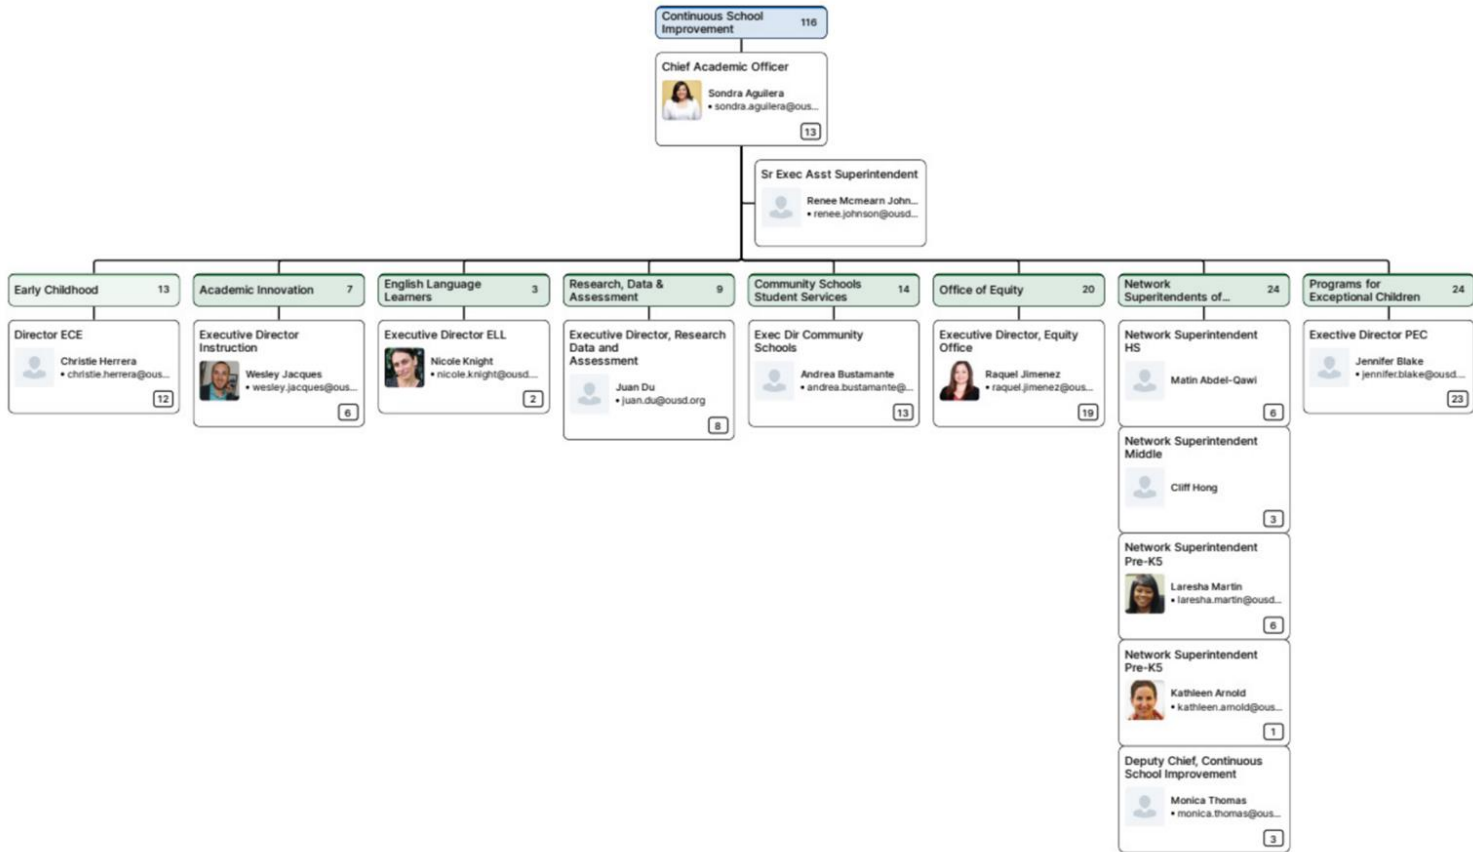 Continuous School
Improvement
116
Chief Academic Officer
Sondra Aguilera
• sondra.aguilera@ous...
13
Sr Exec Asst Superintendent
Renee Mcmearn John...
• renee.johnson@ousd...
Early Childhood
13
Director ECE
Christie Herrera
• christie.herrera@ous...
12
Academic Innovation
7
Executive Director
Instruction
Wesley Jacques
• wesley.jacques@ous...
6
English Language
Learners
3
Executive Director ELL
Nicole Knight
• nicole.knight@ousd....
2
Research, Data &
Assessment
9
Executive Director, Research
Data and
Assessment
Juan Du
• juan.du@ousd.org
8
Community Schools
Student Services
14
Exec Dir Community
Schools
Andrea Bustamante
• andrea.bustamante@...
13
Office of Equity
20
Executive Director, Equity
Office
Raquel Jimenez
• raquel.jimenez@ous...
19
Network
Superitendents of...
24
Network Superintendent
HS
Matin Abdel-Qawi
6
Network Superintendent
Middle
Cliff Hong
3
Network Superintendent
Pre-K5
Laresha Martin
• laresha.martin@ousd...
6
Network Superintendent
Pre-K5
Kathleen Arnold
• kathleen.arnold@ous...
1
Deputy Chief, Continuous
School Improvement
Monica Thomas
• monica.thomas@ous...
3
Programs for
Exceptional Children
24
Exective Director PEC
Jennifer Blake
• jennifer.blake@ousd....
23